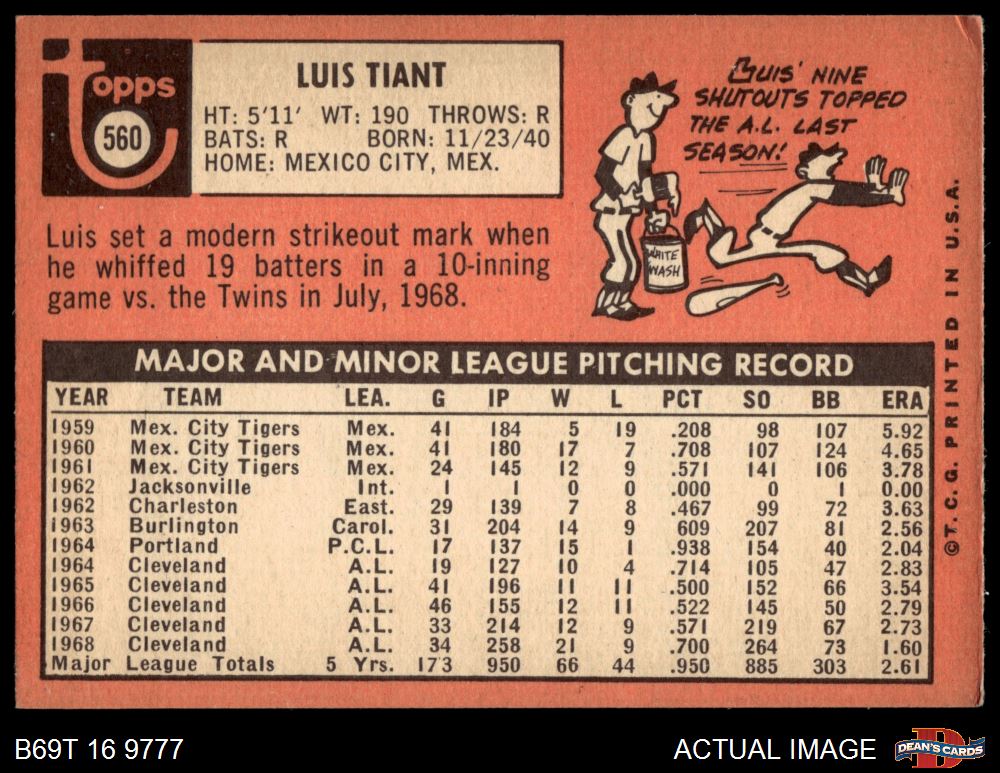 Topps
560
LUIS TIANT
HT: 5'11' WT: 190 THROWS: R
BATS: R BORN: 11/23/40
HOME: MEXICO CITY, MEX.
LUIS' NINE
SHUTOUTS TOPPED
THE A.L. LAST
SEASON!
WHITE
WASH
Luis set a modern strikeout mark when
he whiffed 19 batters in a 10-inning
game vs. the Twins in July, 1968.
MAJOR AND MINOR LEAGUE PITCHING RECORD
YEAR TEAM LEA. G IP W L PCT SO BB ERA
1959 Mex. City Tigers Mex. 41 184 5 19 .208 98 107 5.92
1960 Mex. City Tigers Mex. 41 180 17 7 .708 107 124 4.65
1961 Mex. City Tigers Mex. 24 145 12 9 .571 141 106 3.78
1962 Jacksonville Int. 1 1 0 0 .000 0 1 0.00
1962 Charleston East. 29 139 7 8 .467 99 72 3.63
1963 Burlington Carol. 31 204 14 9 609 207 81 2.56
1964 Portland P.C.L. 17 137 15 1 .938 154 40 2.04
1964 Cleveland A.L. 19 127 10 4 .714 105 47 2.83
1965 Cleveland A.L. 41 196 11 11 .500 152 66 3.54
1966 Cleveland A.L. 46 155 12 11 .522 145 50 2.79
1967 Cleveland A.L. 33 214 12 9 .571 219 67 2.73
1968 Cleveland A.L. 34 258 21 9 .700 264 73 1.60
Major League Totals 5 Yrs. 173 950 66 44 .950 885 303 2.61
©T. C. G. PRINTED IN U.S.A.
B69T 16 9777
ACTUAL IMAGE
D
DEAN'S CARDS